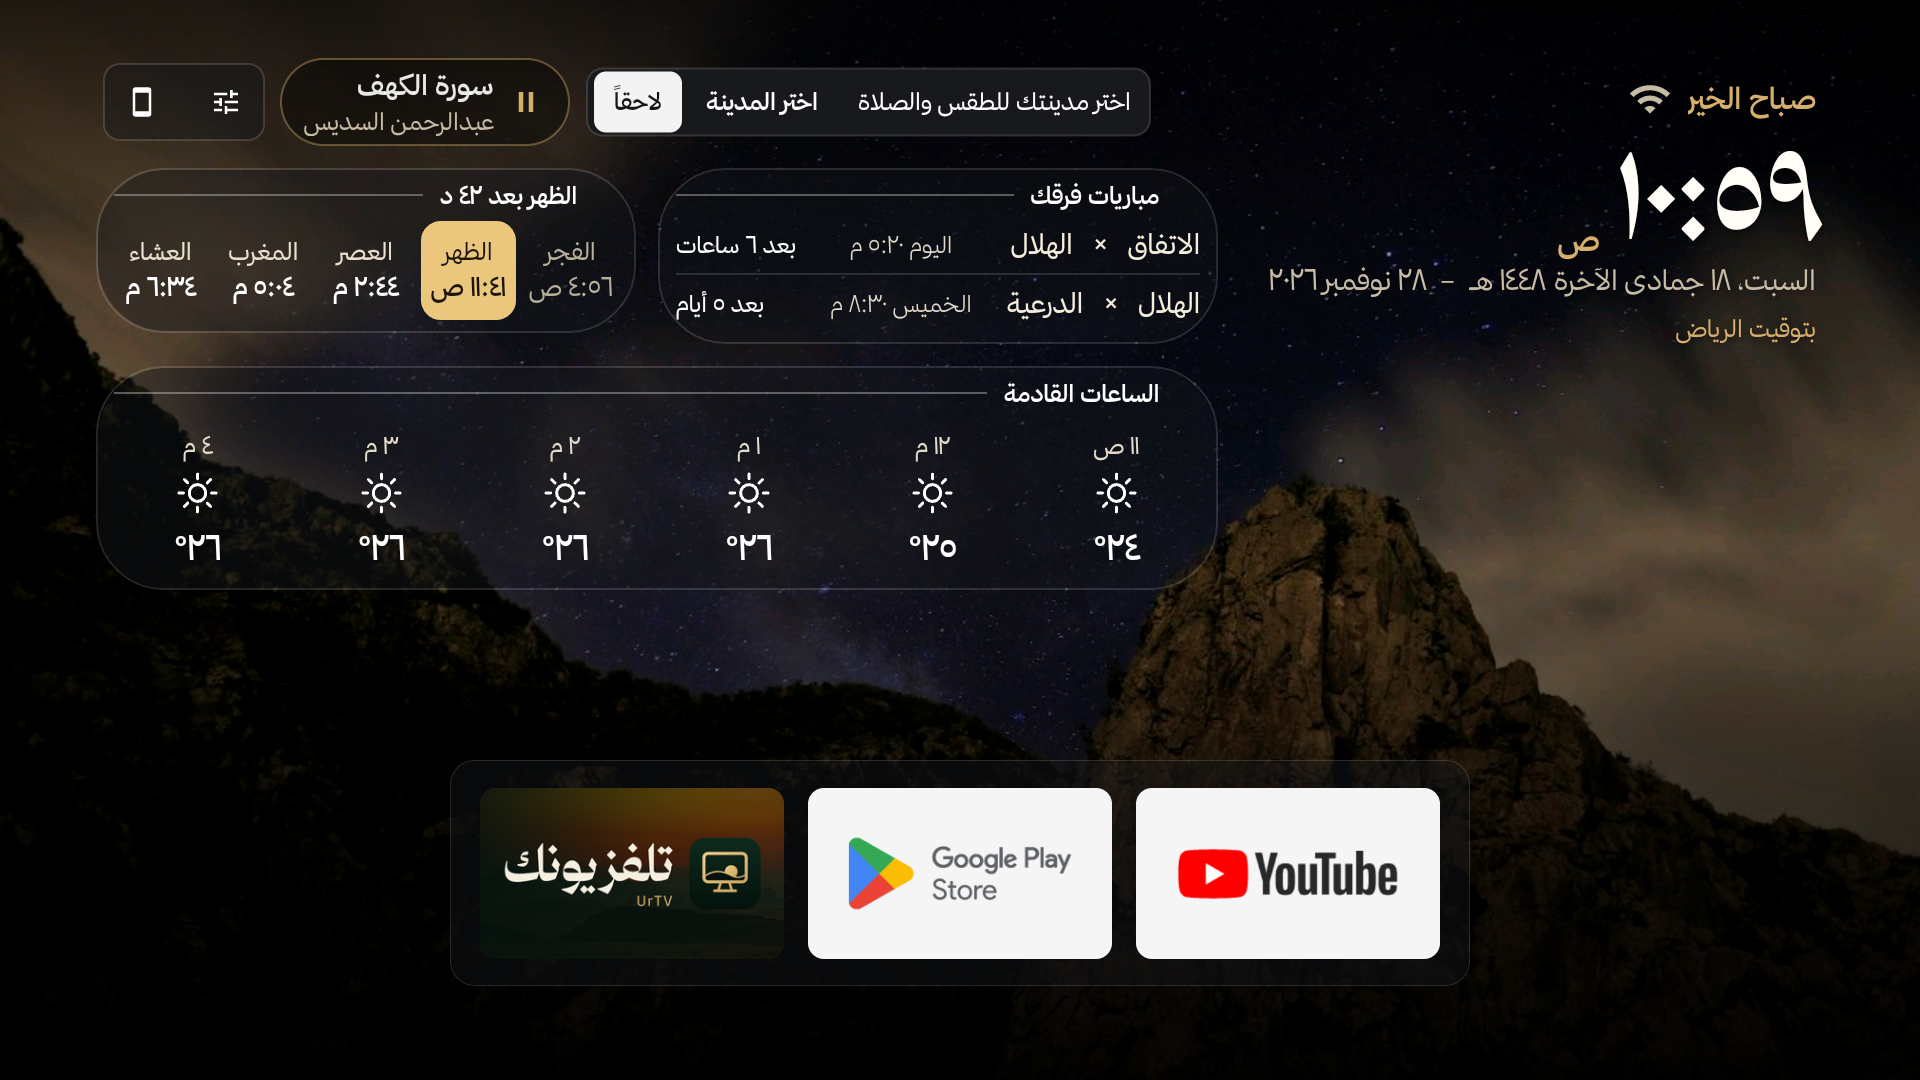 صباح الخير
١٠:٥٩ ص
السبت، ١٨ جمادى الآخرة ١٤٤٨ هـ – ٢٨ نوفمبر ٢٠٢٦
بتوقيت الرياض
اختر مدينتك للطقس والصلاة اختر المدينة لاحقاً
سورة الكهف
عبدالرحمن السديس
مباريات فرقك
الاتفاق × الهلال اليوم ٥:٢٠ م بعد ٦ ساعات
الهلال × الدرعية الخميس ٨:٣٠ م بعد ٥ أيام
الظهر بعد ٤٢ د
الفجر الظهر العصر المغرب العشاء
٤:٥٦ ص ١١:٤١ ص ٢:٤٤ م ٥:٠٤ م ٦:٣٤ م
الساعات القادمة
١١ ص ١٢ م ١ م ٢ م ٣ م ٤ م
٢٤° ٢٥° ٢٦° ٢٦° ٢٦° ٢٦°
YouTube
Google Play
Store
تلفزيونك
UrTV